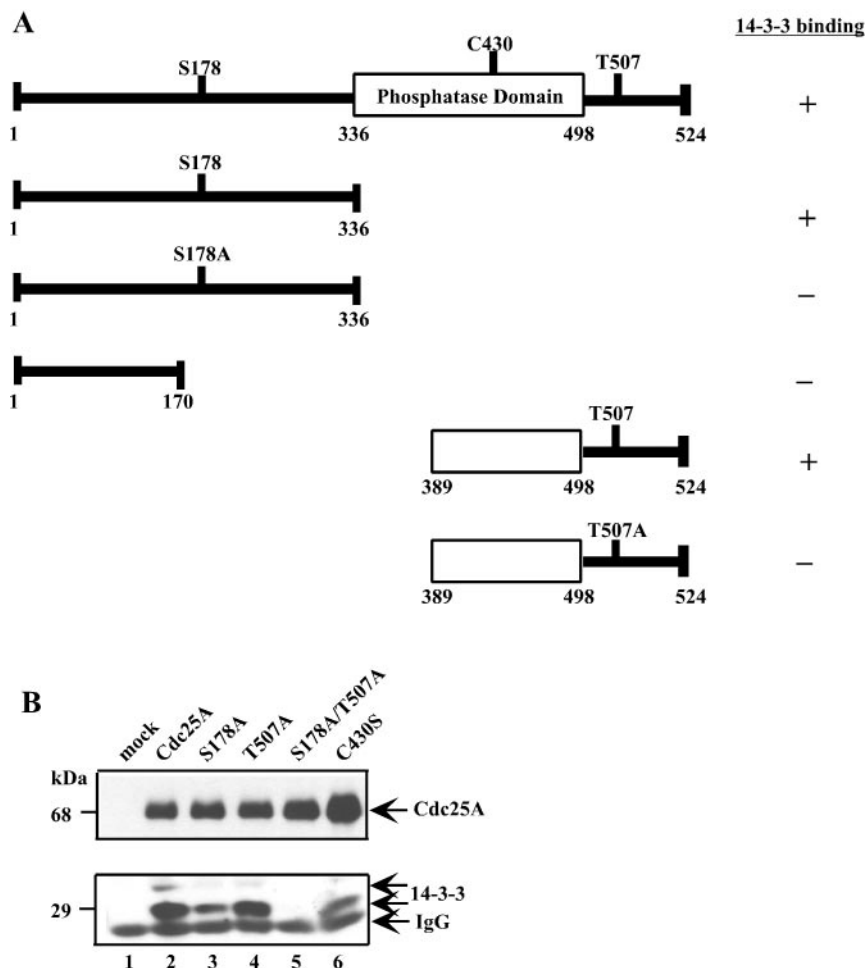 A
14-3-3 binding
C430
S178
T507
Phosphatase Domain
+
1
336
498
524
S178
+
1
336
S178A
−
1
336
−
1
170
T507
+
389
498
524
T507A
−
389
498
524
B
mock
Cdc25A
S178A
T507A
S178A/T507A
C430S
kDa
68
Cdc25A
14-3-3
29
IgG
1 2 3 4 5 6